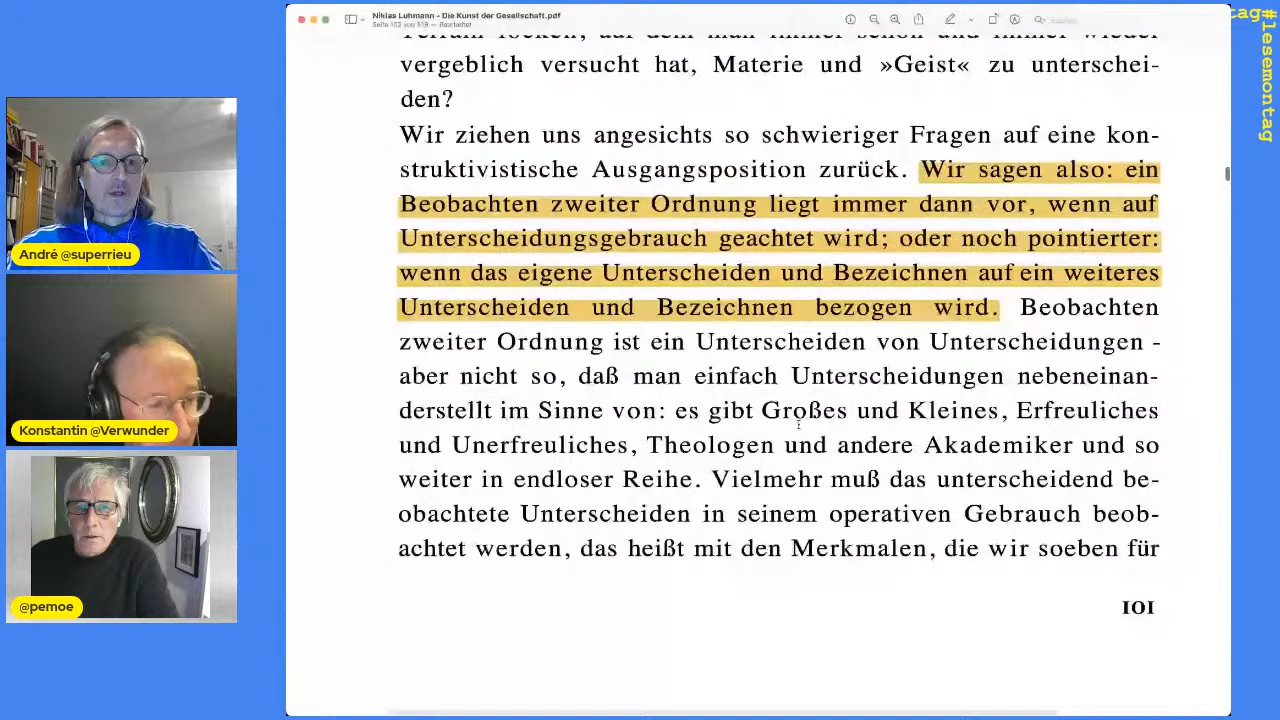 Niklas Luhmann - Die Kunst der Gesellschaft.pdf
vergeblich versucht hat, Materie und »Geist« zu unterschei-
den?
Wir ziehen uns angesichts so schwieriger Fragen auf eine kon-
struktivistische Ausgangsposition zurück. Wir sagen also: ein
Beobachten zweiter Ordnung liegt immer dann vor, wenn auf
Unterscheidungsgebrauch geachtet wird; oder noch pointierter:
wenn das eigene Unterscheiden und Bezeichnen auf ein weiteres
Unterscheiden und Bezeichnen bezogen wird. Beobachten
zweiter Ordnung ist ein Unterscheiden von Unterscheidungen -
aber nicht so, daß man einfach Unterscheidungen nebeneinan-
derstellt im Sinne von: es gibt Großes und Kleines, Erfreuliches
und Unerfreuliches, Theologen und andere Akademiker und so
weiter in endloser Reihe. Vielmehr muß das unterscheidend be-
obachtete Unterscheiden in seinem operativen Gebrauch beob-
achtet werden, das heißt mit den Merkmalen, die wir soeben für
101
André @superrieu
Konstantin @Verwunder
@pemoe
tag#lesemontag